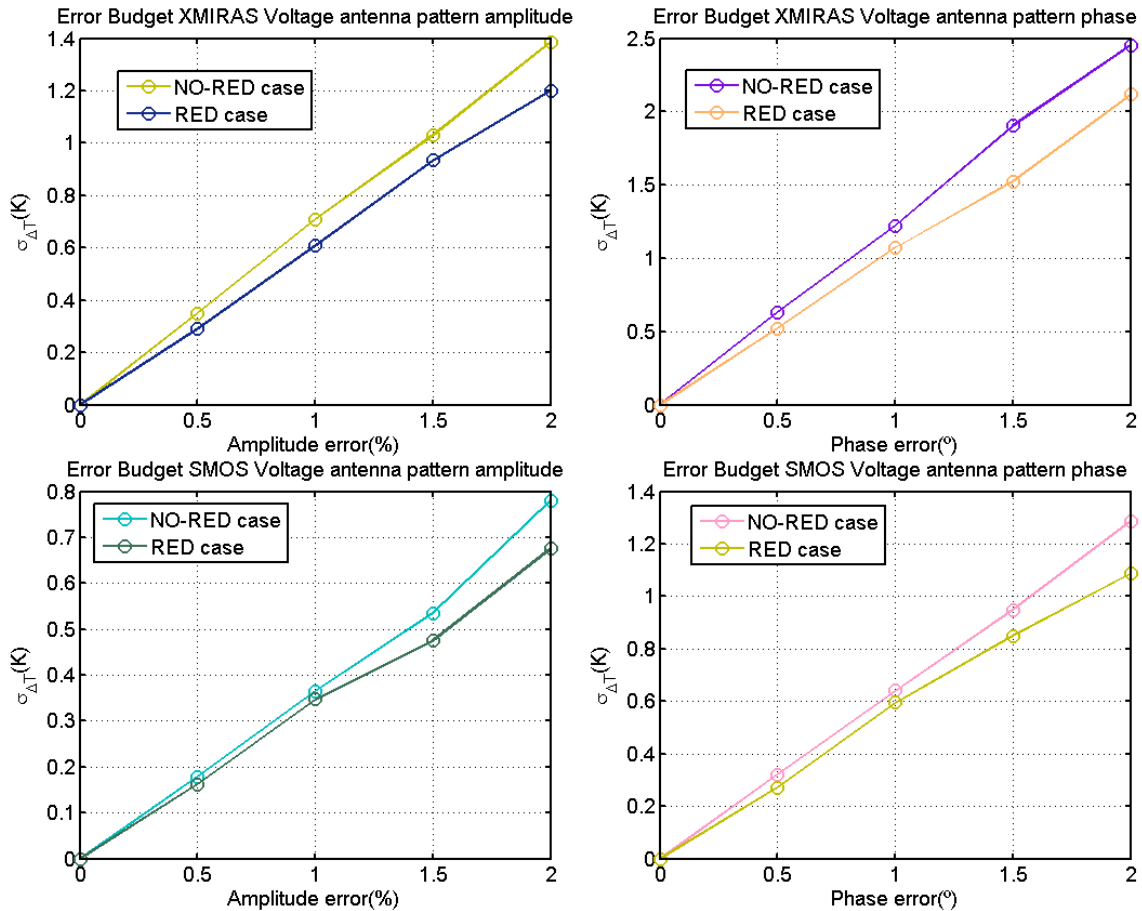 Error Budget XMIRAS Voltage antenna pattern amplitude
1.4
1.2
1
0.8
0.6
0.4
0.2
0
σΔT(K)
NO-RED case
RED case
0 0.5 1 1.5 2
Amplitude error(%)
Error Budget XMIRAS Voltage antenna pattern phase
2.5
2
1.5
1
0.5
0
σΔT(K)
NO-RED case
RED case
0 0.5 1 1.5 2
Phase error(º)
Error Budget SMOS Voltage antenna pattern amplitude
0.8
0.7
0.6
0.5
0.4
0.3
0.2
0.1
0
σΔT(K)
NO-RED case
RED case
0 0.5 1 1.5 2
Amplitude error(%)
Error Budget SMOS Voltage antenna pattern phase
1.4
1.2
1
0.8
0.6
0.4
0.2
0
σΔT(K)
NO-RED case
RED case
0 0.5 1 1.5 2
Phase error(º)